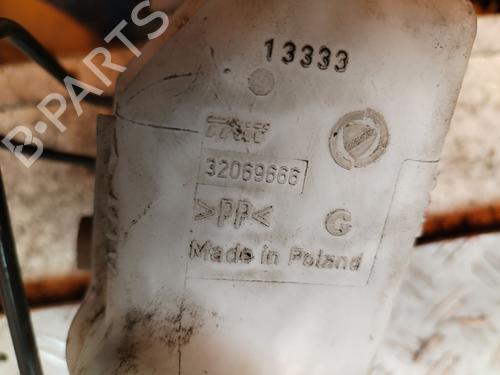 13333
TRW
32069666
>PP<
G
Made in Poland
B-PARTS